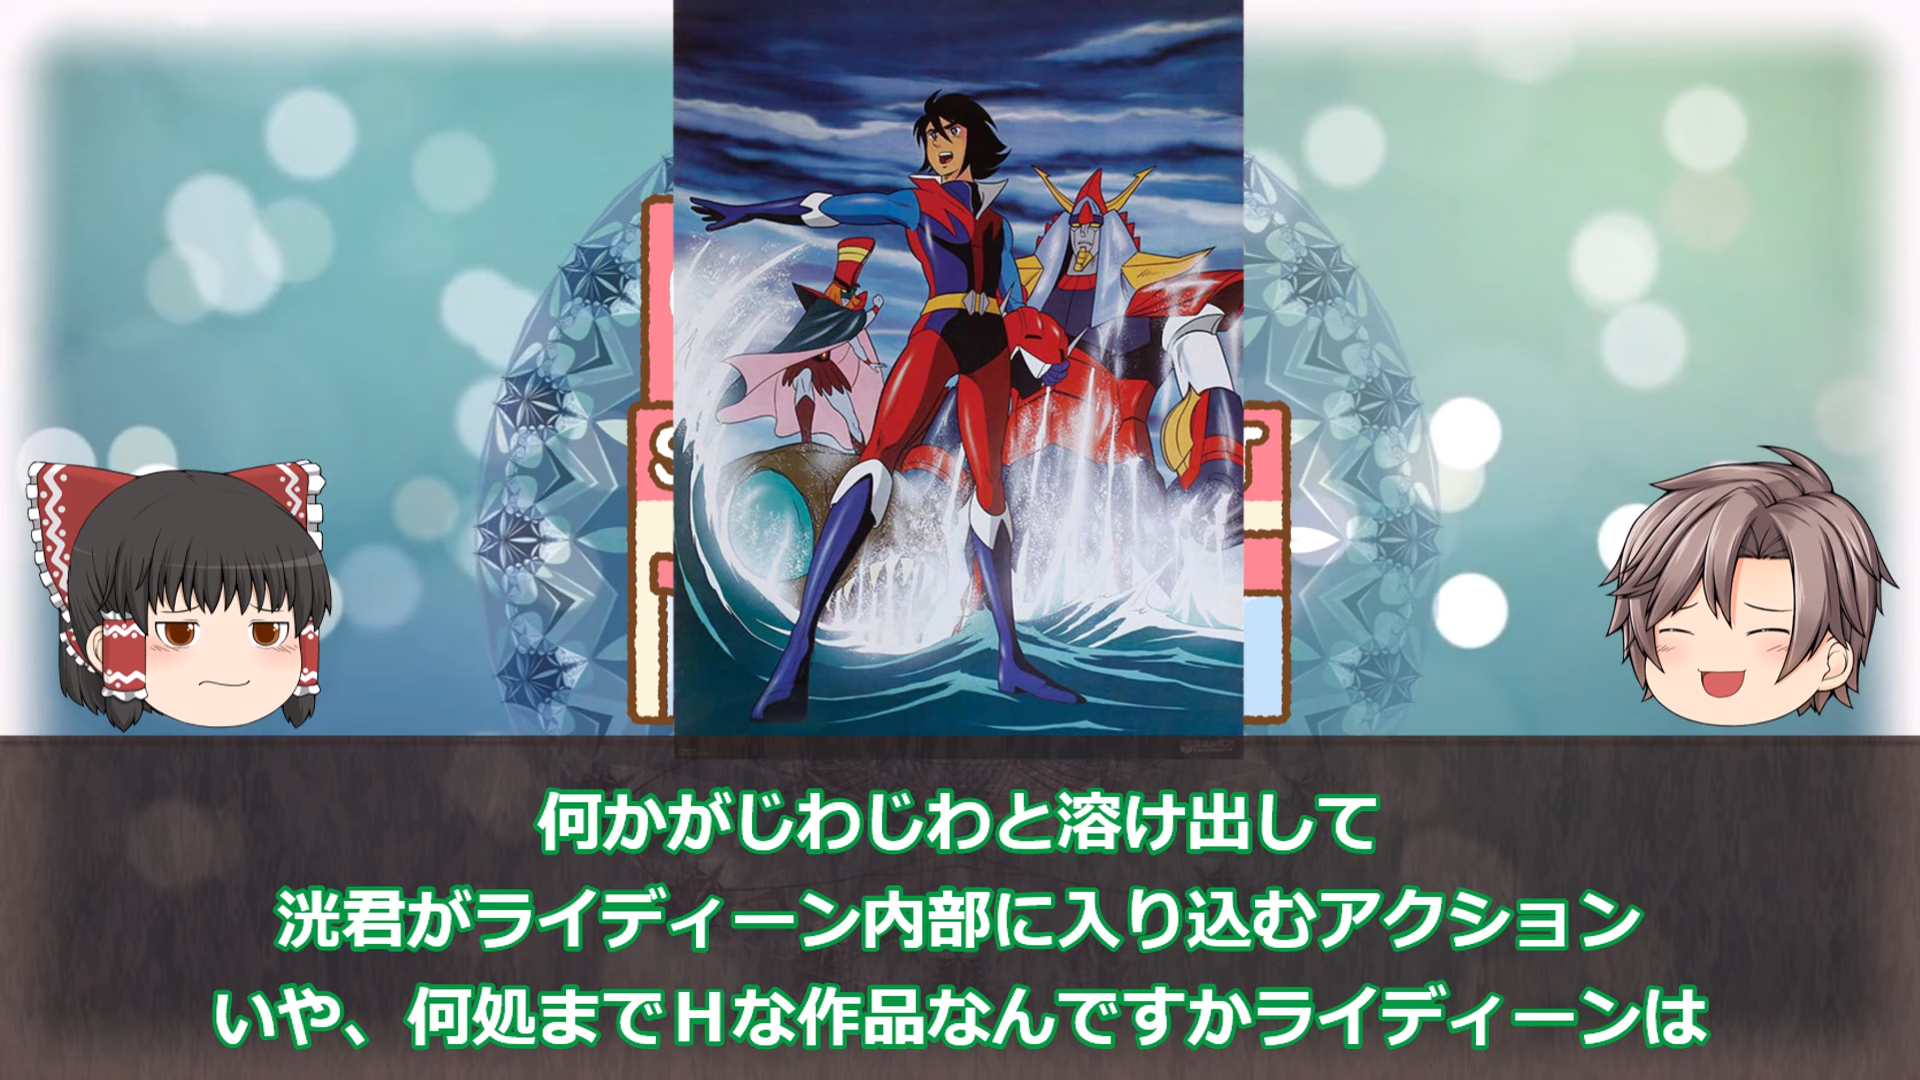 何かがじわじわと溶け出して
洸君がライディーン内部に入り込むアクション
いや、何処までＨな作品なんですかライディーンは